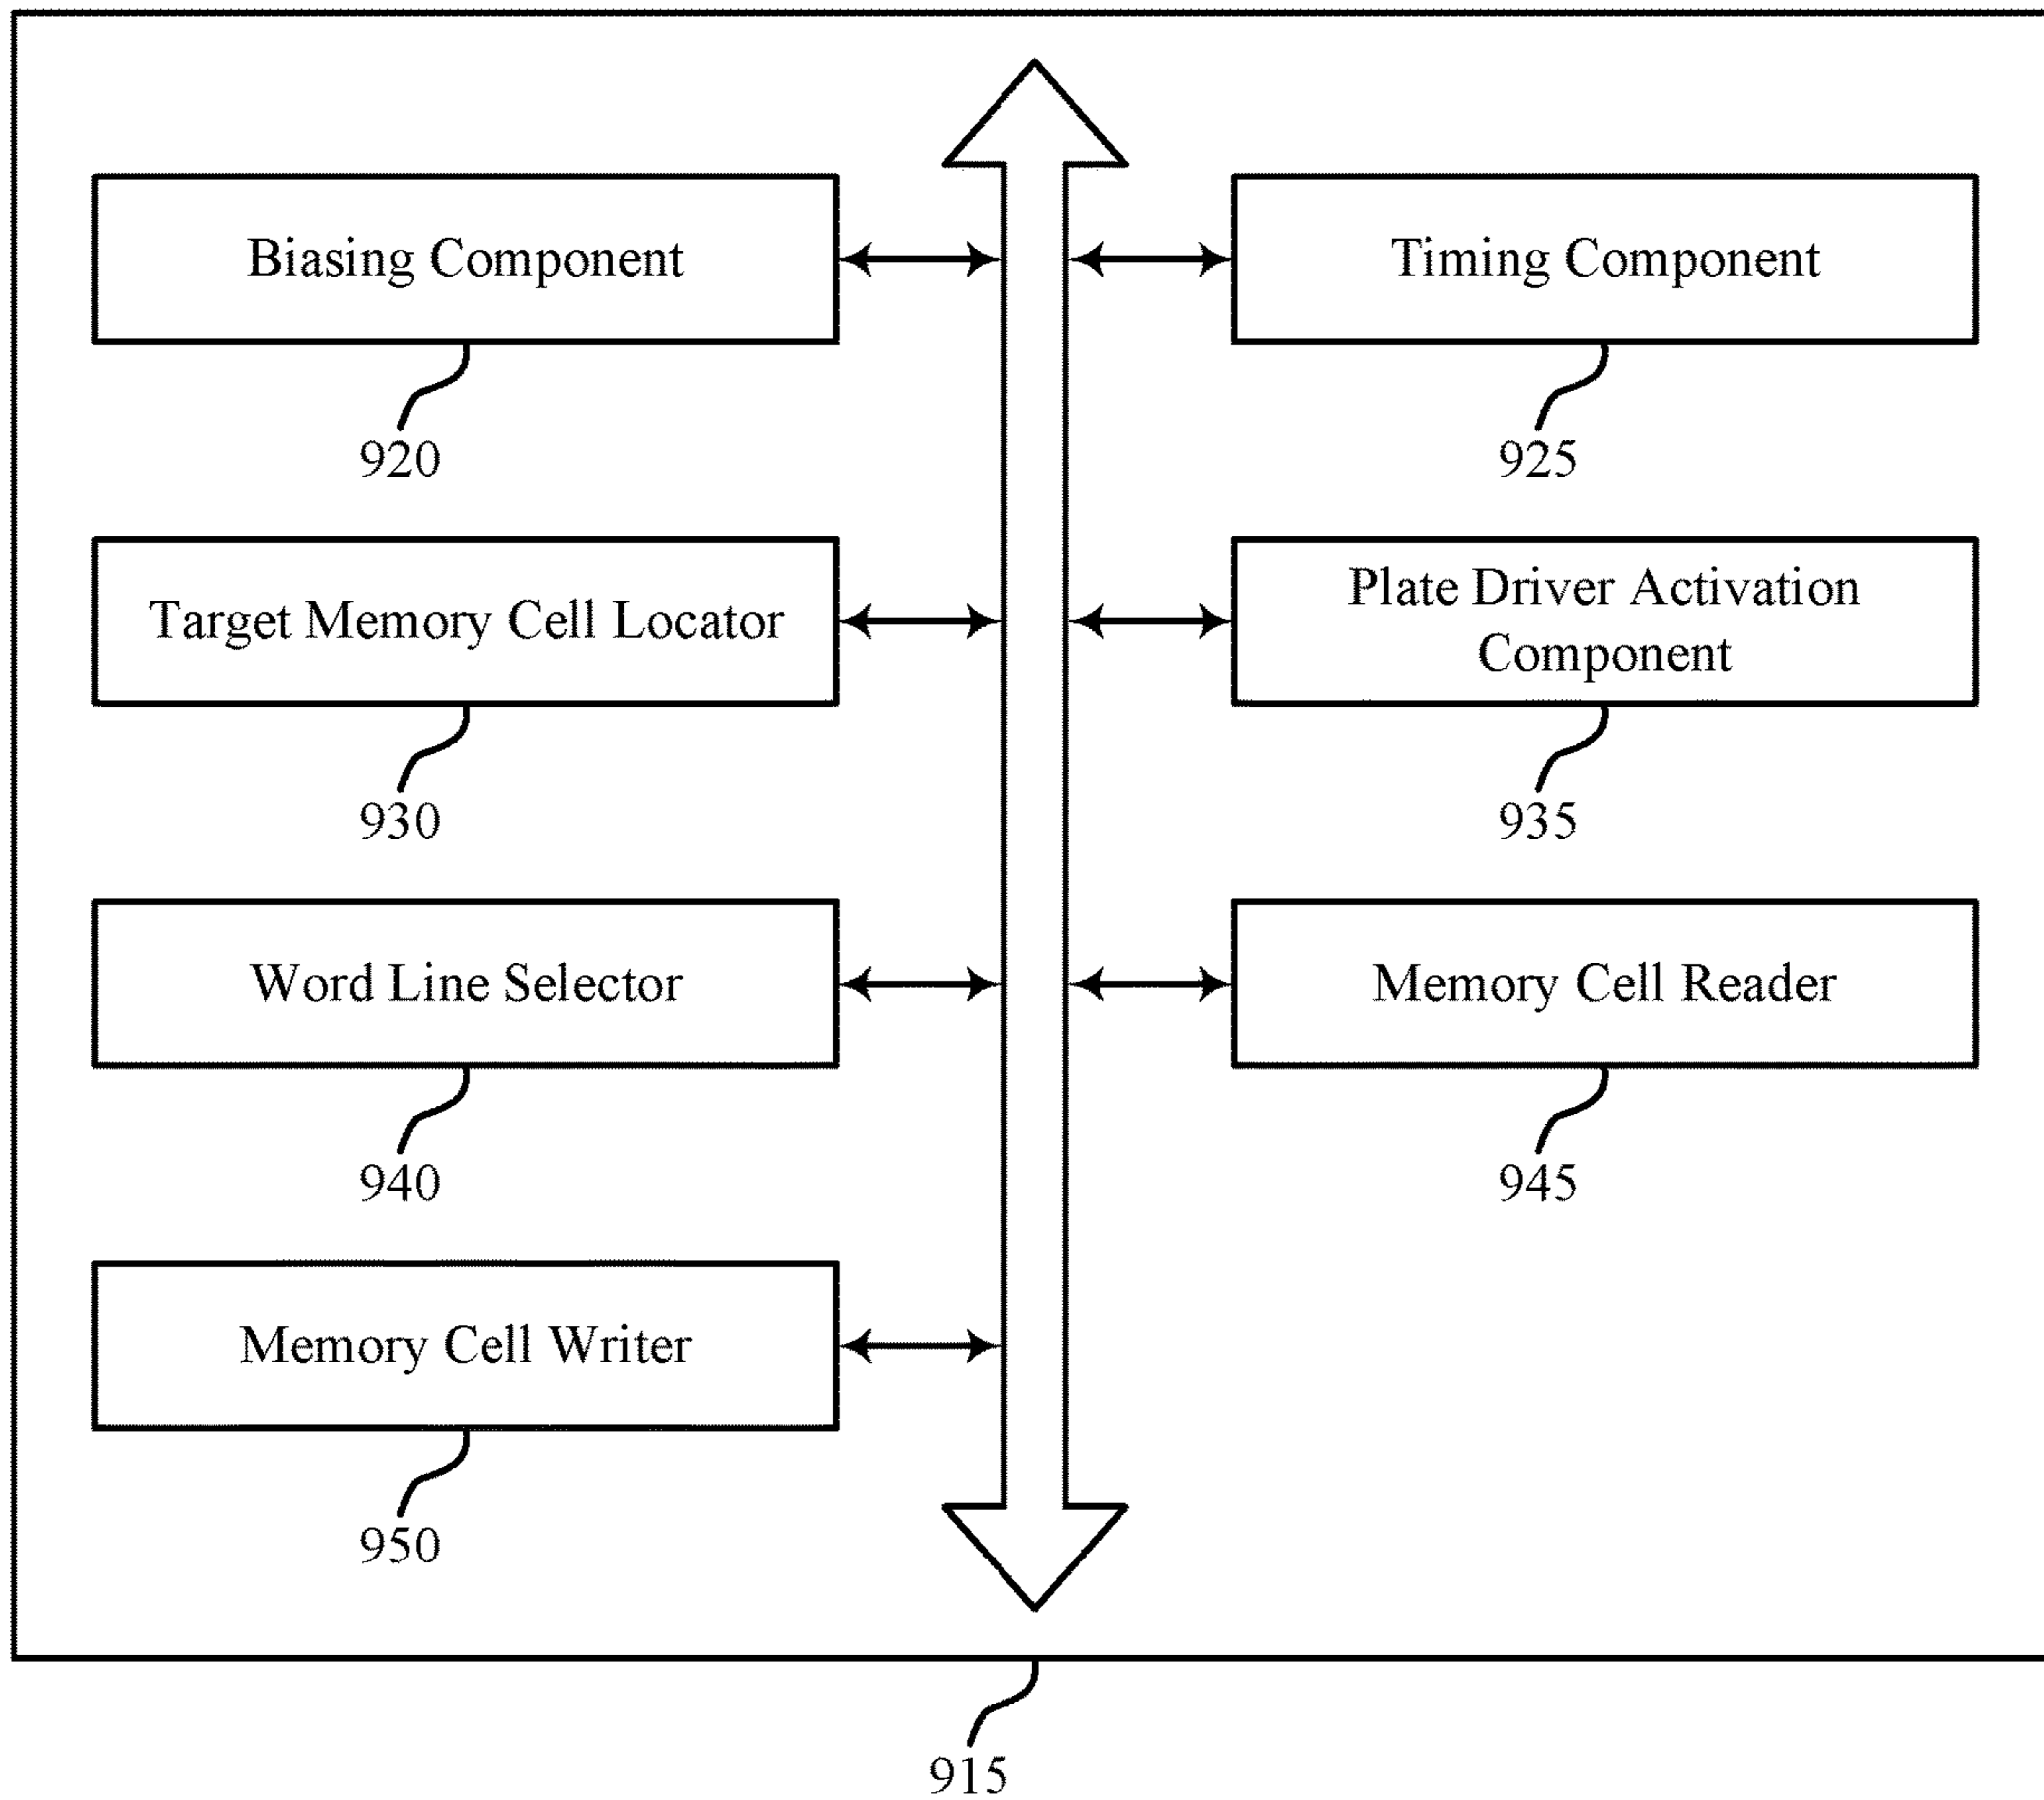 Biasing Component
Timing Component
920
925
Target Memory Cell Locator
Plate Driver Activation
Component
930
935
Word Line Selector
Memory Cell Reader
940
945
Memory Cell Writer
950
915